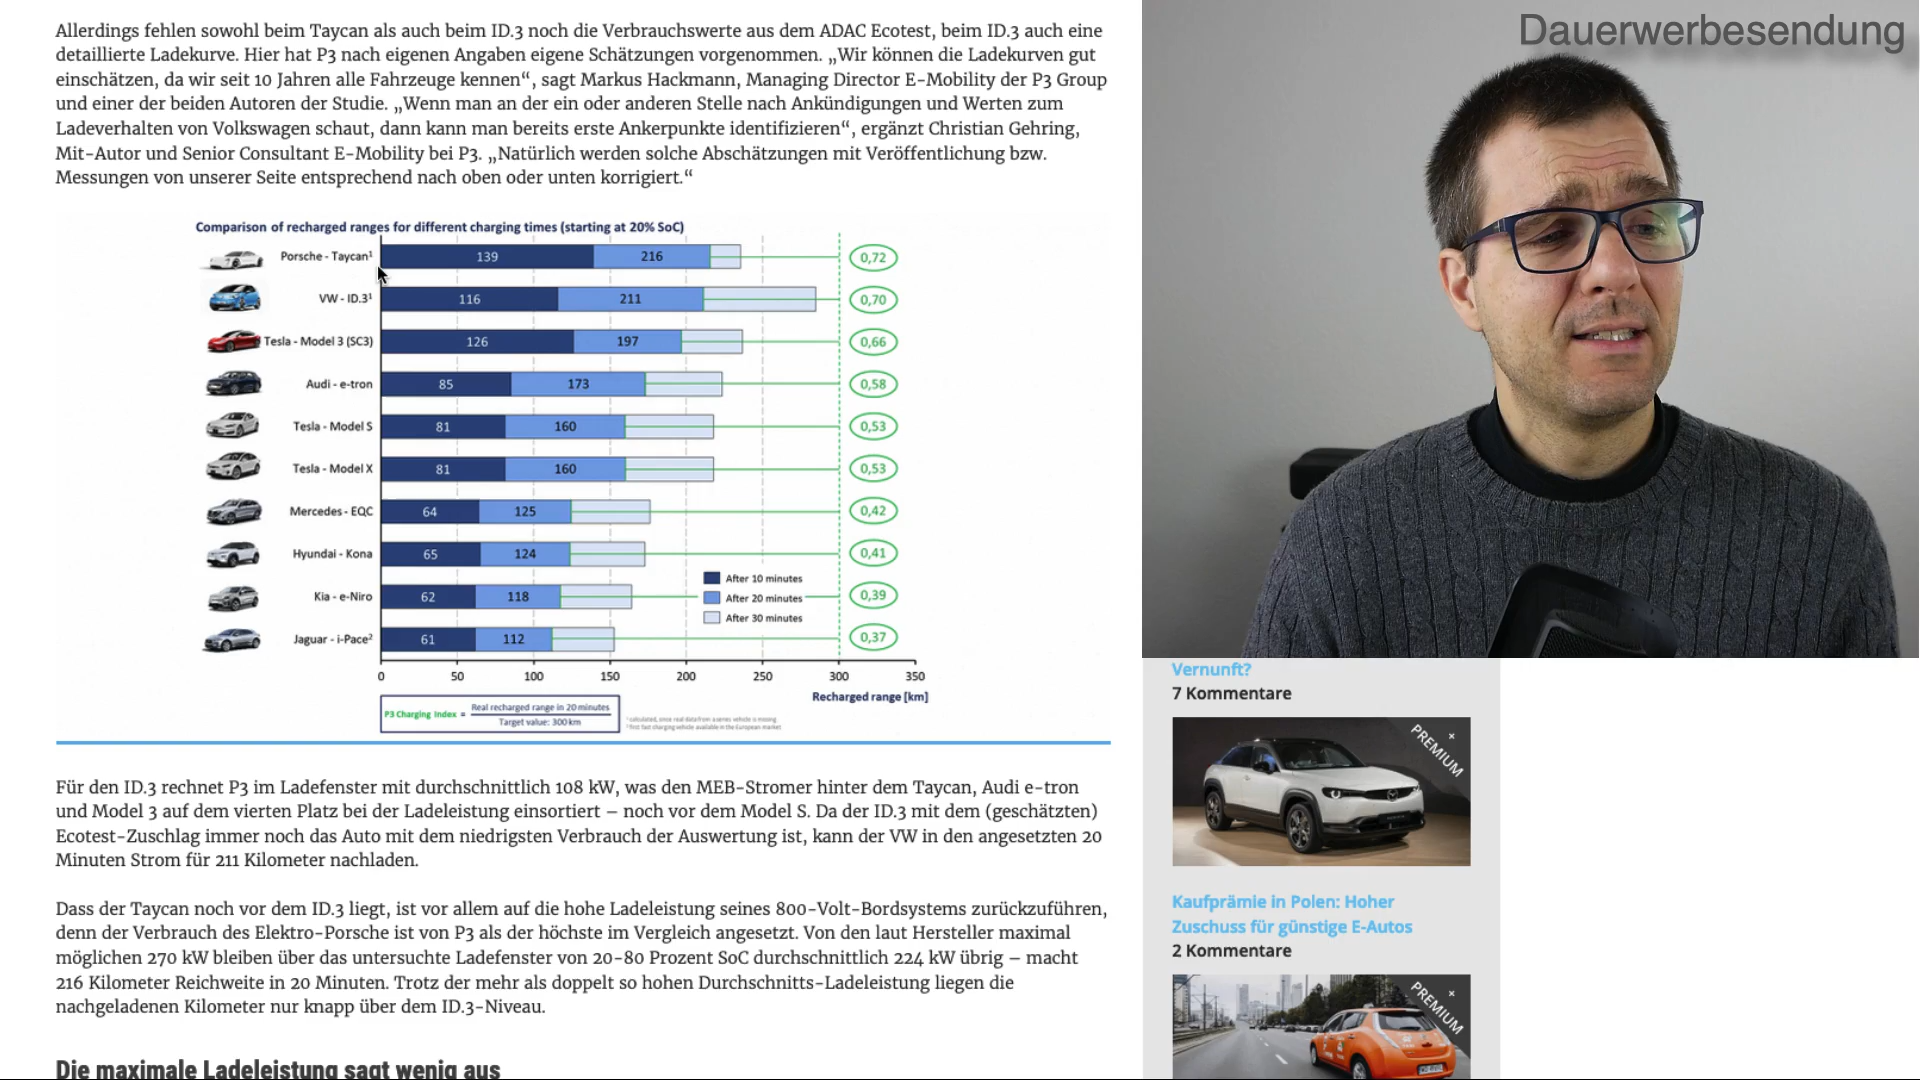 Allerdings fehlen sowohl beim Taycan als auch beim ID.3 noch die Verbrauchswerte aus dem ADAC Ecotest, beim ID.3 auch eine
detaillierte Ladekurve. Hier hat P3 nach eigenen Angaben eigene Schätzungen vorgenommen. „Wir können die Ladekurven gut
einschätzen, da wir seit 10 Jahren alle Fahrzeuge kennen“, sagt Markus Hackmann, Managing Director E-Mobility der P3 Group
und einer der beiden Autoren der Studie. „Wenn man an der ein oder anderen Stelle nach Ankündigungen und Werten zum
Ladeverhalten von Volkswagen schaut, dann kann man bereits erste Ankerpunkte identifizieren“, ergänzt Christian Gehring,
Mit-Autor und Senior Consultant E-Mobility bei P3. „Natürlich werden solche Abschätzungen mit Veröffentlichung bzw.
Messungen von unserer Seite entsprechend nach oben oder unten korrigiert.“
Comparison of recharged ranges for different charging times (starting at 20% SoC)
Porsche - Taycan¹ 139 216 0,72
VW - ID.3¹ 116 211 0,70
Tesla - Model 3 (SC3) 126 197 0,66
Audi - e-tron 85 173 0,58
Tesla - Model S 81 160 0,53
Tesla - Model X 81 160 0,53
Mercedes - EQC 64 125 0,42
Hyundai - Kona 65 124 0,41
Kia - e-Niro 62 118 0,39
Jaguar - i-Pace² 61 112 0,37
After 10 minutes
After 20 minutes
After 30 minutes
0 50 100 150 200 250 300 350
Recharged range [km]
P3 Charging Index = Real recharged range in 20 minutes
Target value: 300 km
¹ calculated, once real data from a series vehicle is missing
² first fast charging vehicle available in the European market
Für den ID.3 rechnet P3 im Ladefenster mit durchschnittlich 108 kW, was den MEB-Stromer hinter dem Taycan, Audi e-tron
und Model 3 auf dem vierten Platz bei der Ladeleistung einsortiert – noch vor dem Model S. Da der ID.3 mit dem (geschätzten)
Ecotest-Zuschlag immer noch das Auto mit dem niedrigsten Verbrauch der Auswertung ist, kann der VW in den angesetzten 20
Minuten Strom für 211 Kilometer nachladen.
Dass der Taycan noch vor dem ID.3 liegt, ist vor allem auf die hohe Ladeleistung seines 800-Volt-Bordsystems zurückzuführen,
denn der Verbrauch des Elektro-Porsche ist von P3 als der höchste im Vergleich angesetzt. Von den laut Hersteller maximal
möglichen 270 kW bleiben über das untersuchte Ladefenster von 20-80 Prozent SoC durchschnittlich 224 kW übrig – macht
216 Kilometer Reichweite in 20 Minuten. Trotz der mehr als doppelt so hohen Durchschnitts-Ladeleistung liegen die
nachgeladenen Kilometer nur knapp über dem ID.3-Niveau.
Die maximale Ladeleistung sagt wenig aus
Dauerwerbesendung
Vernunft?
7 Kommentare
PREMIUM
Kaufprämie in Polen: Hoher
Zuschuss für günstige E-Autos
2 Kommentare
PREMIUM